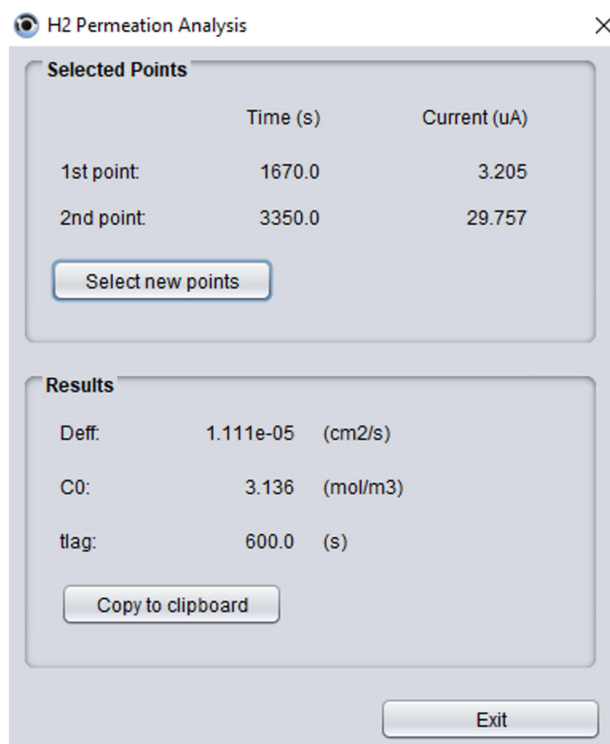 H2 Permeation Analysis
Selected Points
Time (s) Current (uA)
1st point: 1670.0 3.205
2nd point: 3350.0 29.757
Select new points
Results
Deff: 1.111e-05 (cm2/s)
C0: 3.136 (mol/m3)
tlag: 600.0 (s)
Copy to clipboard
Exit